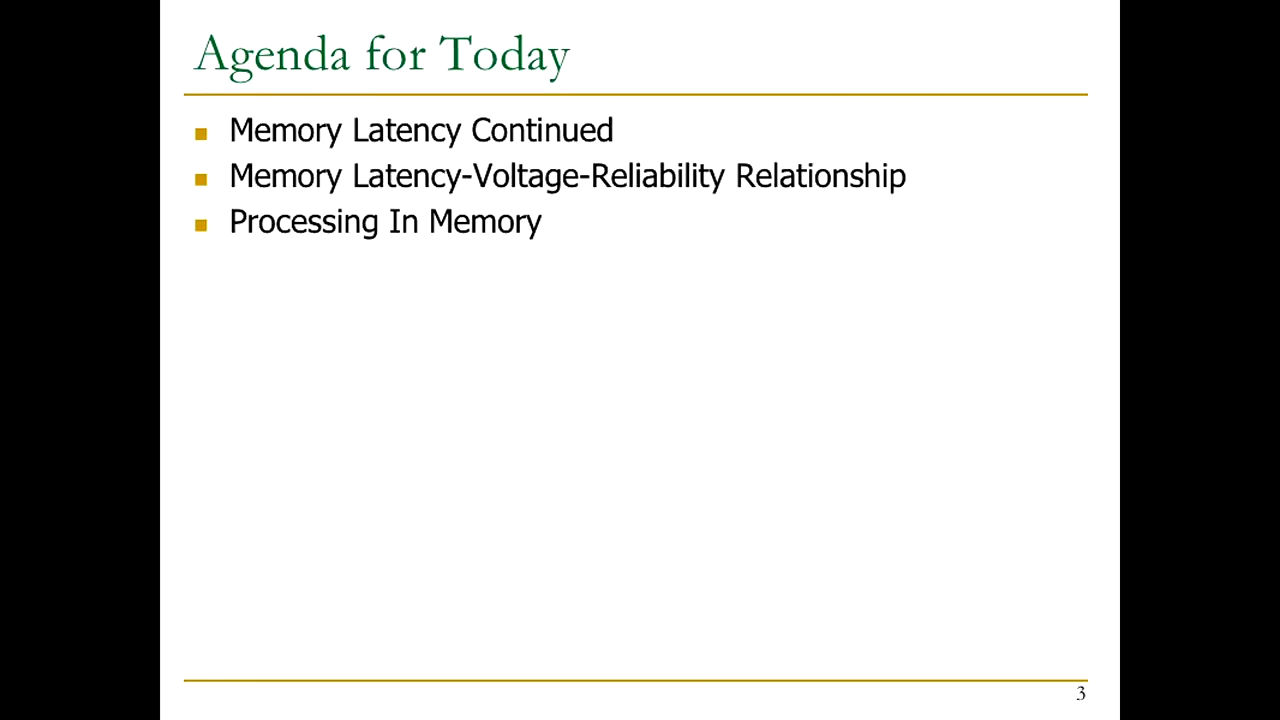 Agenda for Today
Memory Latency Continued
Memory Latency-Voltage-Reliability Relationship
Processing In Memory
3